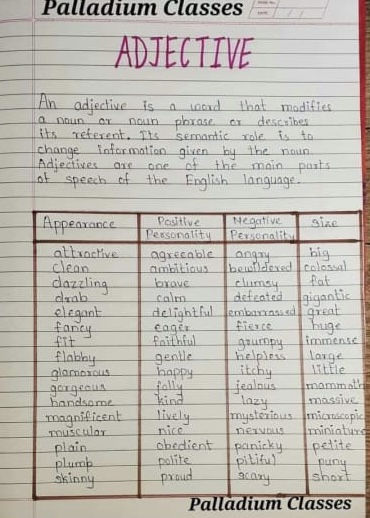 Palladium Classes
ADJECTIVE
An adjective is a word that modifies
a noun or noun phrase or describes
its referent. Its semantic role is to
change information given by the noun.
Adjectives are one of the main parts
of speech of the English language.
Appearance Positive Personality Negative Personality Size
attractive agreeable angry big
clean ambitious bewildered colossal
dazzling brave clumsy fat
drab calm defeated gigantic
elegant delightful embarrassed great
fancy eager fierce huge
fit faithful grumpy immense
flabby gentle helpless large
glamorous happy itchy little
gorgeous jolly jealous mammoth
handsome kind lazy massive
magnificent lively mysterious microscopic
muscular nice nervous miniature
plain obedient panicky petite
plump polite pitiful puny
skinny proud scary short
Palladium Classes